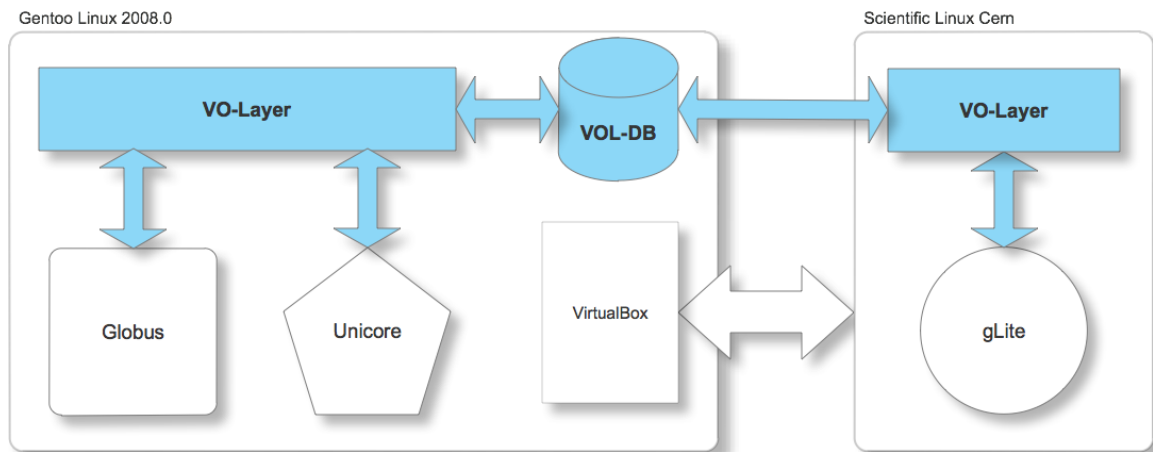 Gentoo Linux 2008.0
Scientific Linux Cern
VO-Layer
VOL-DB
VO-Layer
Globus
Unicore
VirtualBox
gLite